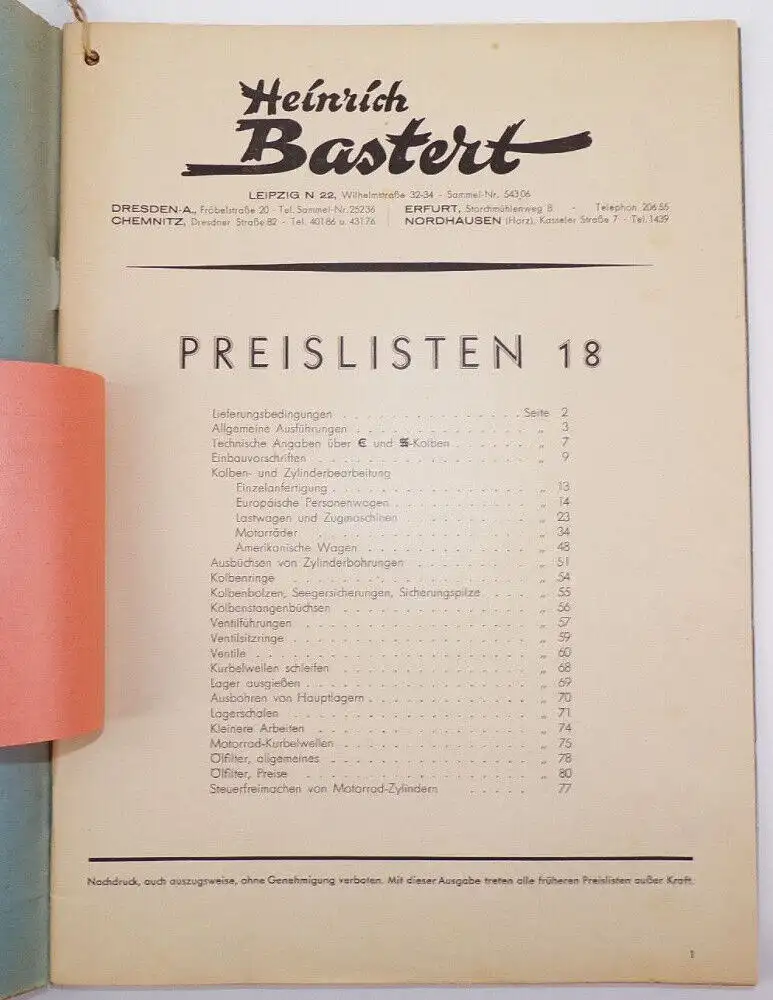 Heinrich
Bastert
LEIPZIG N 22, Wilhelmstraße 32-34 - Sammel-Nr. 54306
DRESDEN-A., Fröbelstraße 20 - Tel. Sammel-Nr. 25236 ERFURT, Storchmühlenweg 8 - Telephon 20655
CHEMNITZ, Dresdner Straße 82 - Tel. 40186 u. 43176 NORDHAUSEN (Harz), Kasseler Straße 7 - Tel. 1439
PREISLISTEN 18
Lieferungsbedingungen . . . . . . . . . . . . . . . Seite 2
Allgemeine Ausführungen . . . . . . . . . . . . . . „ 3
Technische Angaben über E und S-Kolben . . . . . . „ 7
Einbauvorschriften . . . . . . . . . . . . . . . . „ 9
Kolben- und Zylinderbearbeitung
Einzelanfertigung . . . . . . . . . . . . . . . „ 13
Europäische Personenwagen . . . . . . . . . . . „ 14
Lastwagen und Zugmaschinen . . . . . . . . . . „ 23
Motorräder . . . . . . . . . . . . . . . . . . „ 34
Amerikanische Wagen . . . . . . . . . . . . . . „ 48
Ausbüchsen von Zylinderbohrungen . . . . . . . . . „ 51
Kolbenringe . . . . . . . . . . . . . . . . . . . „ 54
Kolbenbolzen, Seegersicherungen, Sicherungspilze . . . . „ 55
Kolbenstangenbüchsen . . . . . . . . . . . . . . . „ 56
Ventilführungen . . . . . . . . . . . . . . . . . „ 57
Ventilsitzringe . . . . . . . . . . . . . . . . . „ 59
Ventile . . . . . . . . . . . . . . . . . . . . . „ 60
Kurbelwellen schleifen . . . . . . . . . . . . . . „ 68
Lager ausgießen . . . . . . . . . . . . . . . . . „ 69
Ausbohren von Hauptlagern . . . . . . . . . . . . . „ 70
Lagerschalen . . . . . . . . . . . . . . . . . . . „ 71
Kleinere Arbeiten . . . . . . . . . . . . . . . . „ 74
Motorrad-Kurbelwellen . . . . . . . . . . . . . . „ 75
Ölfilter, allgemeines . . . . . . . . . . . . . . „ 78
Ölfilter, Preise . . . . . . . . . . . . . . . . . „ 80
Steuerfreimachen von Motorrad-Zylindern . . . . . „ 77
Nachdruck, auch auszugsweise, ohne Genehmigung verboten. Mit dieser Ausgabe treten alle früheren Preislisten außer Kraft.
1